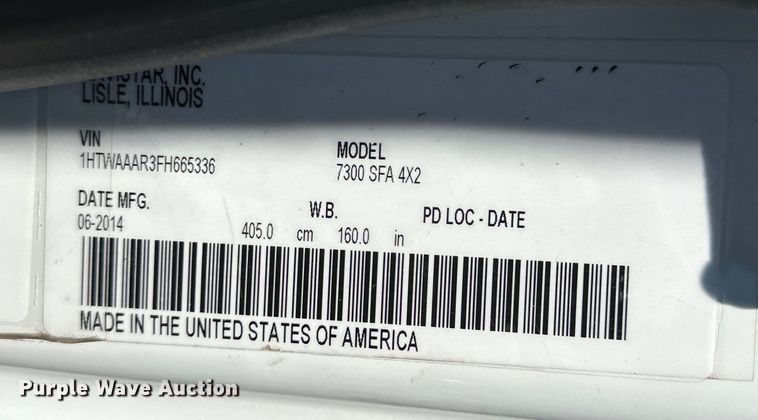 NAVISTAR, INC.
LISLE, ILLINOIS
VIN
1HTWAAAR3FH665336
MODEL
7300 SFA 4X2
DATE MFG.
06-2014
W.B.
405.0 cm 160.0 in
PD LOC - DATE
MADE IN THE UNITED STATES OF AMERICA
Purple Wave Auction